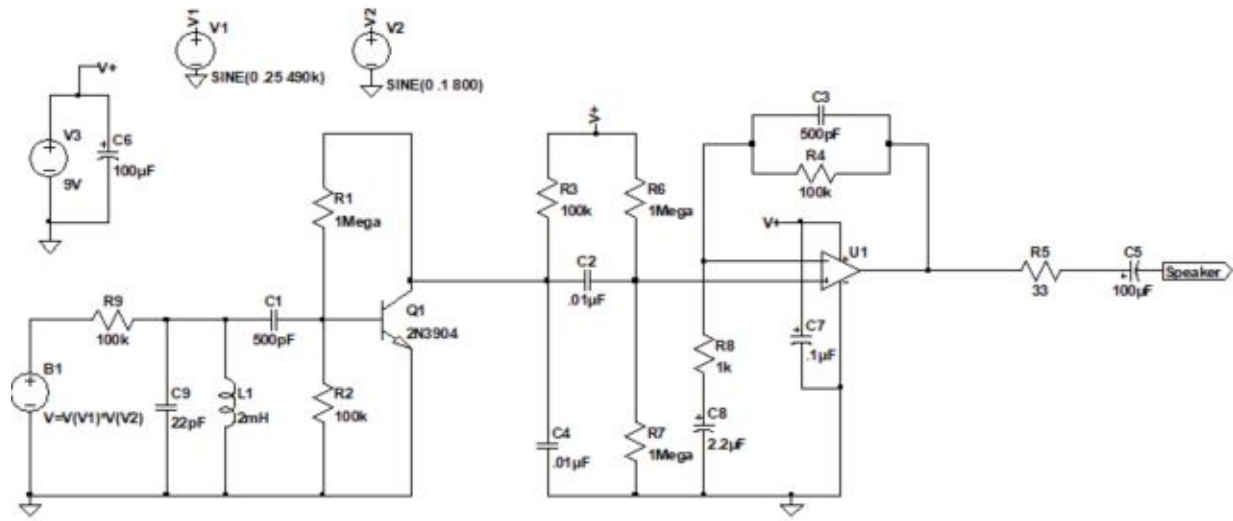 V1
V1
SINE(0 .25 490k)
V2
V2
SINE(0 .1 800)
V+
V3
9V
C6
100µF
R1
1Mega
V+
R3
100k
R6
1Mega
C3
500pF
R4
100k
V+
U1
R5
33
C5
100µF
Speaker
C2
.01µF
R9
100k
C1
500pF
Q1
2N3904
C7
.1µF
R8
1k
B1
V=V(V1)*V(V2)
C9
22pF
L1
2mH
R2
100k
C4
.01µF
R7
1Mega
C8
2.2µF